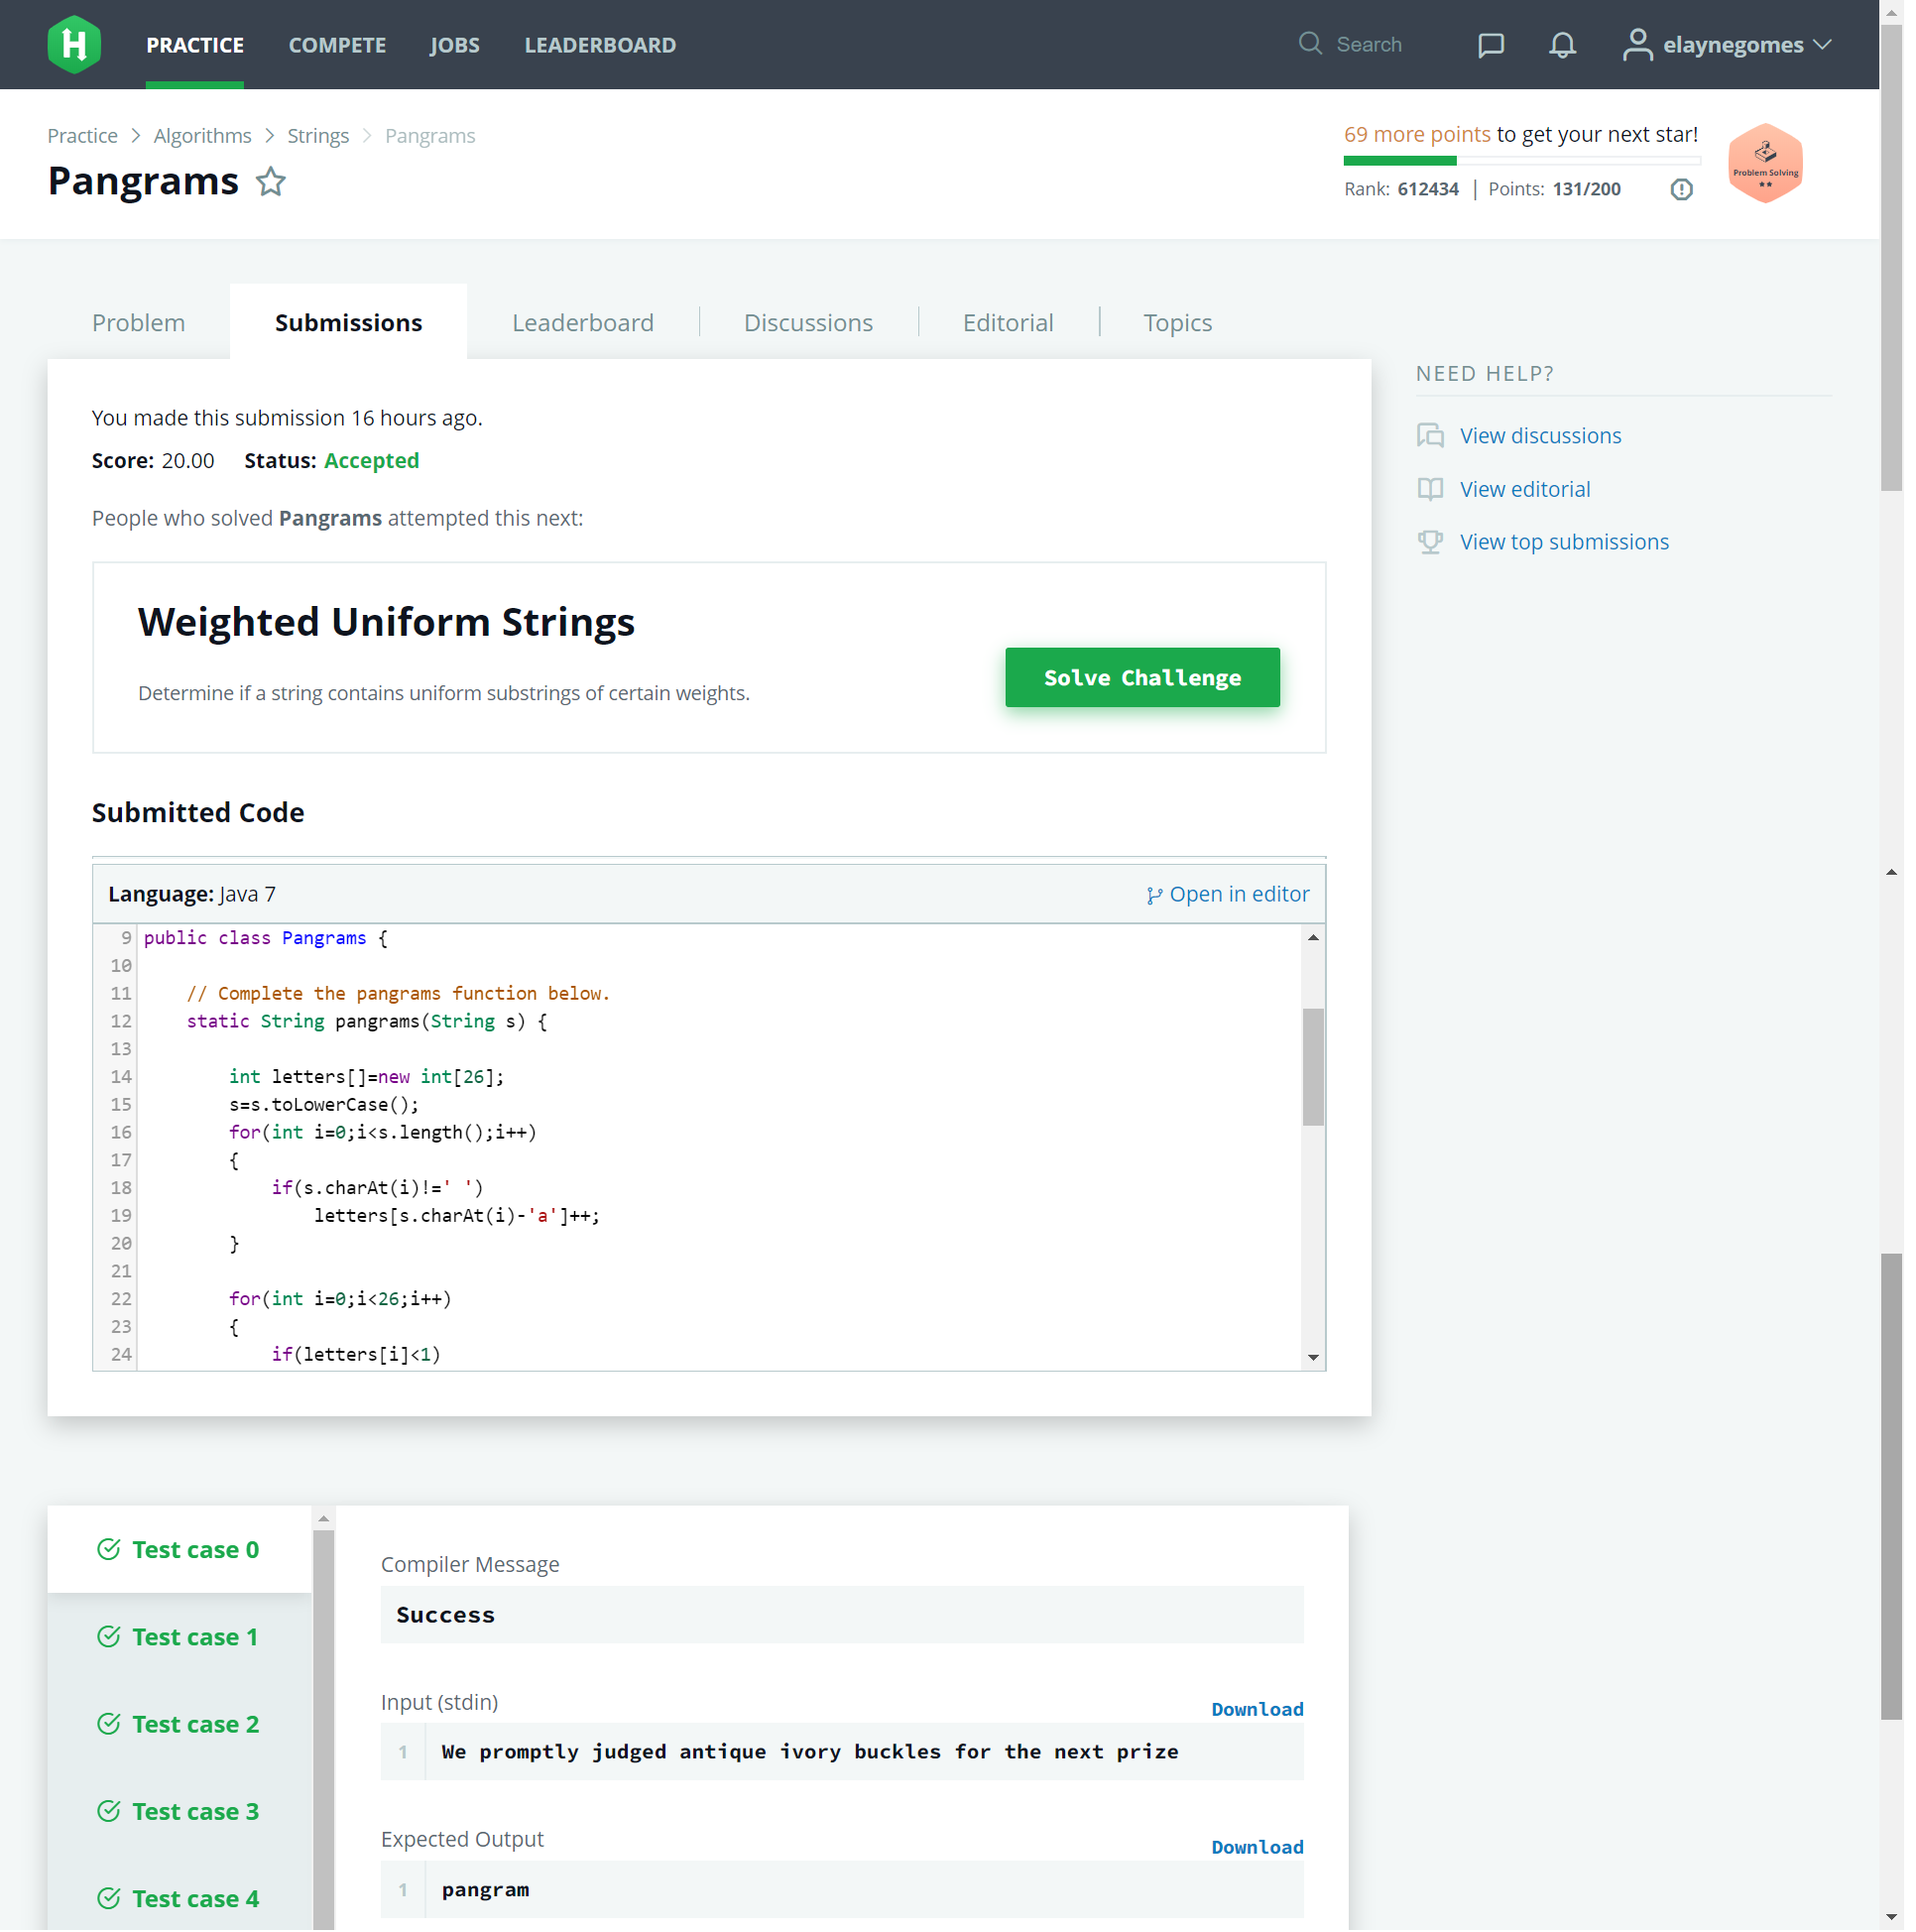 H
PRACTICE COMPETE JOBS LEADERBOARD Search elaynegomes
Practice > Algorithms > Strings > Pangrams
Pangrams
69 more points to get your next star!
Rank: 612434 | Points: 131/200
Problem Solving
Problem Submissions Leaderboard Discussions Editorial Topics
You made this submission 16 hours ago.
Score: 20.00 Status: Accepted
People who solved Pangrams attempted this next:
Weighted Uniform Strings
Determine if a string contains uniform substrings of certain weights.
Solve Challenge
NEED HELP?
View discussions
View editorial
View top submissions
Submitted Code
Language: Java 7 Open in editor
9 public class Pangrams {
10
11     // Complete the pangrams function below.
12     static String pangrams(String s) {
13
14         int letters[]=new int[26];
15         s=s.toLowerCase();
16         for(int i=0;i<s.length();i++)
17         {
18             if(s.charAt(i)!=' ')
19                 letters[s.charAt(i)-'a']++;
20         }
21
22         for(int i=0;i<26;i++)
23         {
24             if(letters[i]<1)
Test case 0
Test case 1
Test case 2
Test case 3
Test case 4
Compiler Message
Success
Input (stdin) Download
1 We promptly judged antique ivory buckles for the next prize
Expected Output Download
1 pangram